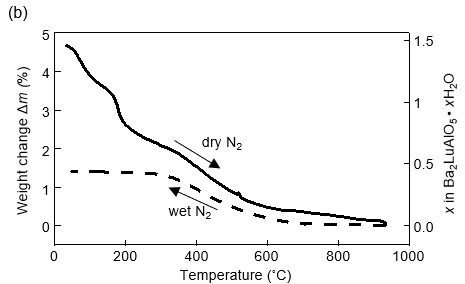 (b)
Weight change Δm (%)
5
4
3
2
1
0
dry N₂
wet N₂
1.5
1
0.5
0.0
x in Ba₂LuAlO₅ • xH₂O
0 200 400 600 800 1000
Temperature (˚C)